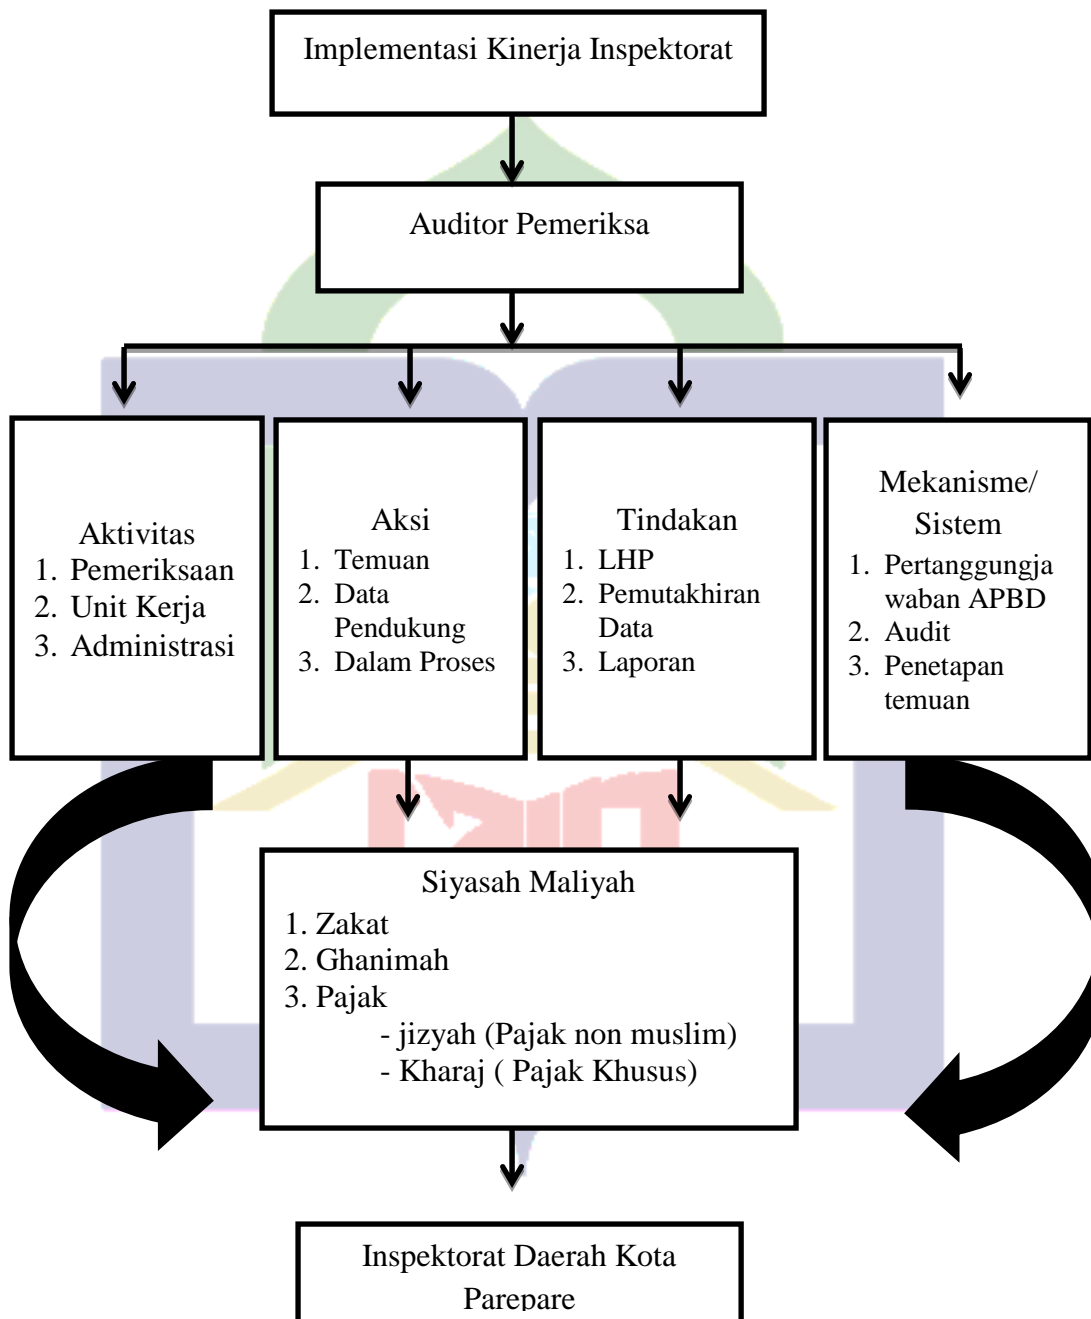 Implementasi Kinerja Inspektorat
Auditor Pemeriksa
Aktivitas
1. Pemeriksaan
2. Unit Kerja
3. Administrasi
Aksi
1. Temuan
2. Data
Pendukung
3. Dalam Proses
Tindakan
1. LHP
2. Pemutakhiran
Data
3. Laporan
Mekanisme/
Sistem
1. Pertanggungja
waban APBD
2. Audit
3. Penetapan
temuan
Siyasah Maliyah
1. Zakat
2. Ghanimah
3. Pajak
- jizyah (Pajak non muslim)
- Kharaj ( Pajak Khusus)
Inspektorat Daerah Kota
Parepare